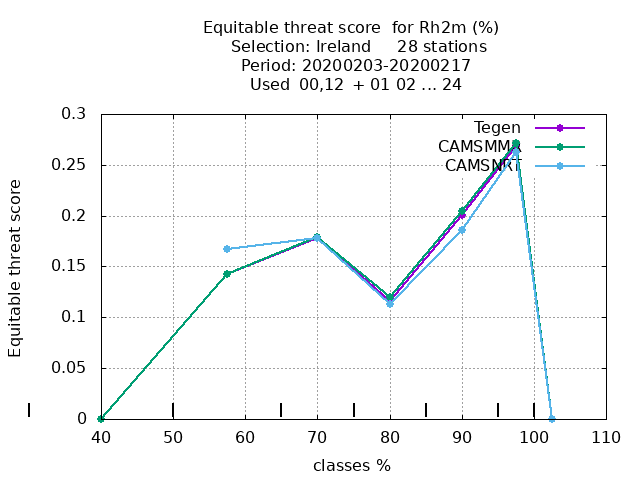 Equitable threat score  for Rh2m (%)
Selection: Ireland     28 stations
Period: 20200203-20200217
Used  00,12  + 01 02 ... 24
Tegen
CAMSMMA
CAMSNRT
Equitable threat score
0.3
0.25
0.2
0.15
0.1
0.05
0
40 50 60 70 80 90 100 110
classes %